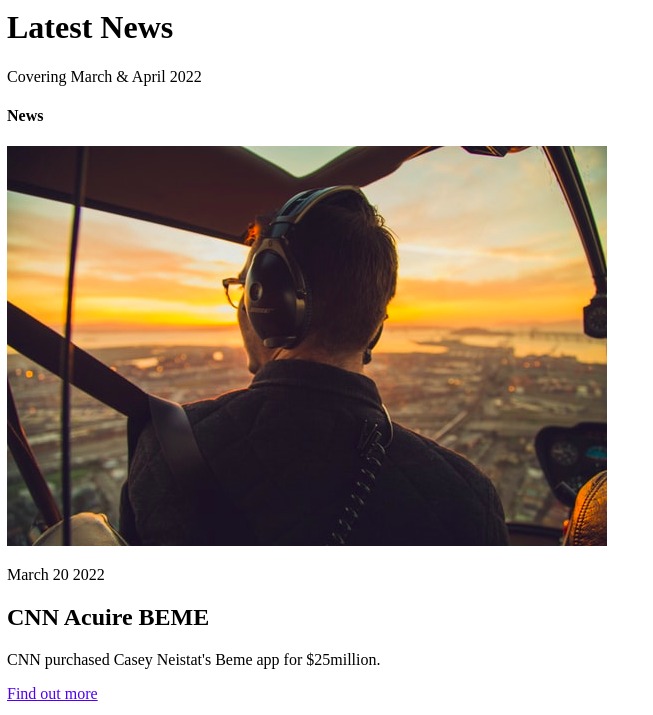 Latest News
Covering March & April 2022
News
March 20 2022
CNN Acuire BEME
CNN purchased Casey Neistat's Beme app for $25million.
Find out more